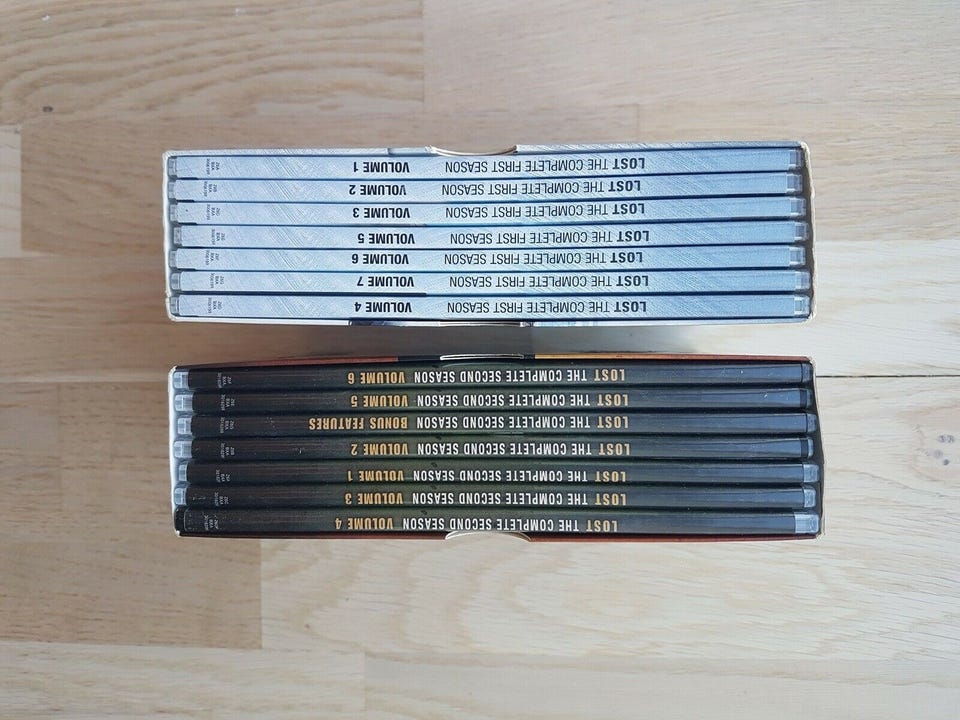 LOST THE COMPLETE FIRST SEASON VOLUME 1
LOST THE COMPLETE FIRST SEASON VOLUME 2
LOST THE COMPLETE FIRST SEASON VOLUME 3
LOST THE COMPLETE FIRST SEASON VOLUME 5
LOST THE COMPLETE FIRST SEASON VOLUME 6
LOST THE COMPLETE FIRST SEASON VOLUME 7
LOST THE COMPLETE FIRST SEASON VOLUME 4
LOST THE COMPLETE SECOND SEASON VOLUME 6
LOST THE COMPLETE SECOND SEASON VOLUME 5
LOST THE COMPLETE SECOND SEASON BONUS FEATURES
LOST THE COMPLETE SECOND SEASON VOLUME 2
LOST THE COMPLETE SECOND SEASON VOLUME 1
LOST THE COMPLETE SECOND SEASON VOLUME 3
LOST THE COMPLETE SECOND SEASON VOLUME 4